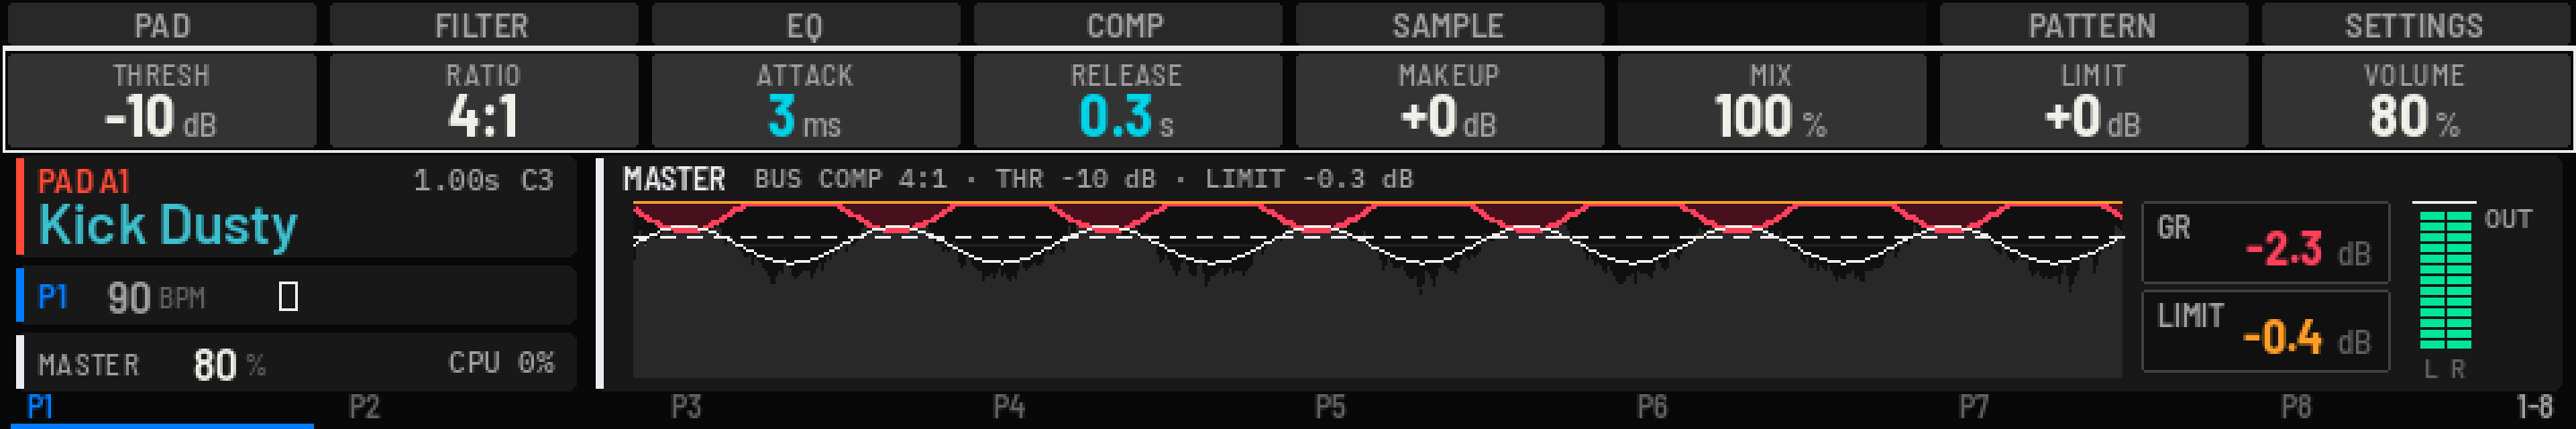 PAD FILTER EQ COMP SAMPLE PATTERN SETTINGS
THRESH RATIO ATTACK RELEASE MAKEUP MIX LIMIT VOLUME
-10 dB 4:1 3 ms 0.3 s +0 dB 100 % +0 dB 80 %
PAD A1 1.00s C3
Kick Dusty
P1 90 BPM
MASTER 80 % CPU 0%
MASTER BUS COMP 4:1 · THR -10 dB · LIMIT -0.3 dB
GR -2.3 dB
LIMIT -0.4 dB
OUT
L R
P1 P2 P3 P4 P5 P6 P7 P8 1-8